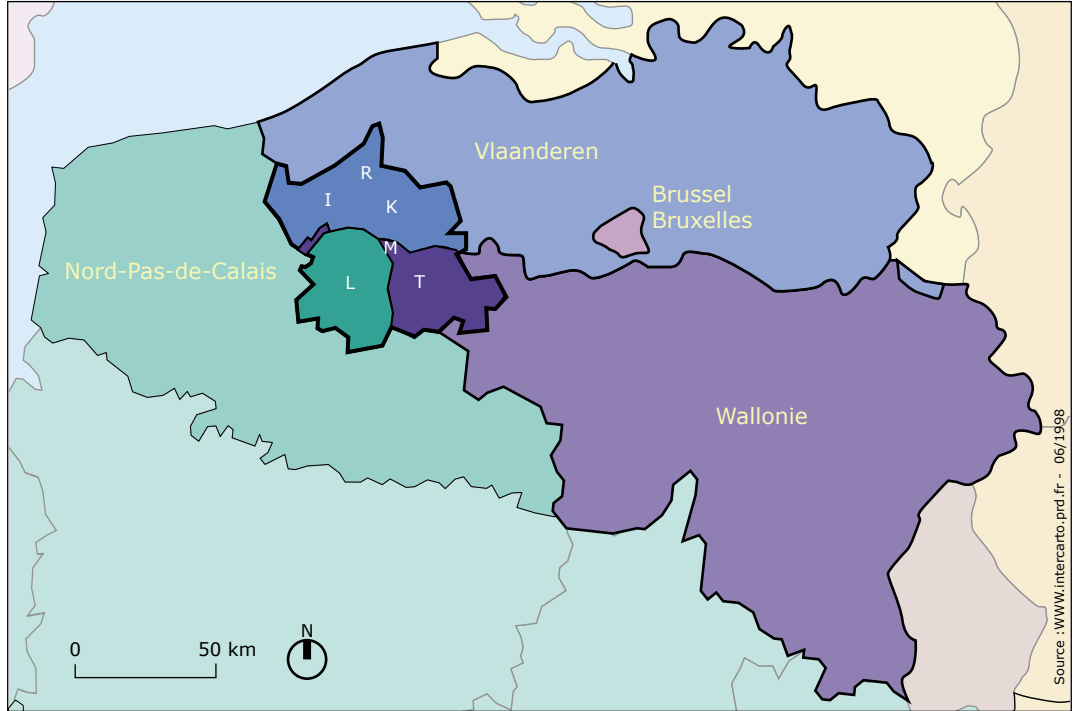 Vlaanderen
R
I
K
Brussel
Bruxelles
M
Nord-Pas-de-Calais
L
T
Wallonie
N
0 50 km
Source :WWW.intercarto.prd.fr - 06/1998